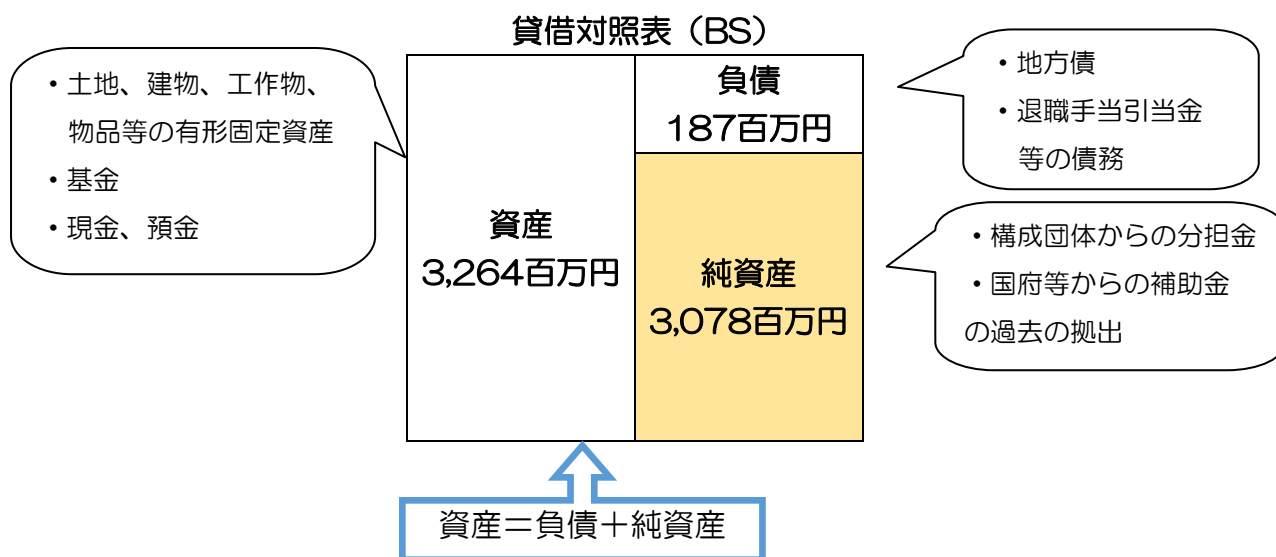 貸借対照表（BS）
・土地、建物、工作物、
物品等の有形固定資産
・基金
・現金、預金
資産
3,264百万円
負債
187百万円
純資産
3,078百万円
・地方債
・退職手当引当金
等の債務
・構成団体からの分担金
・国府等からの補助金
の過去の拠出
資産＝負債＋純資産